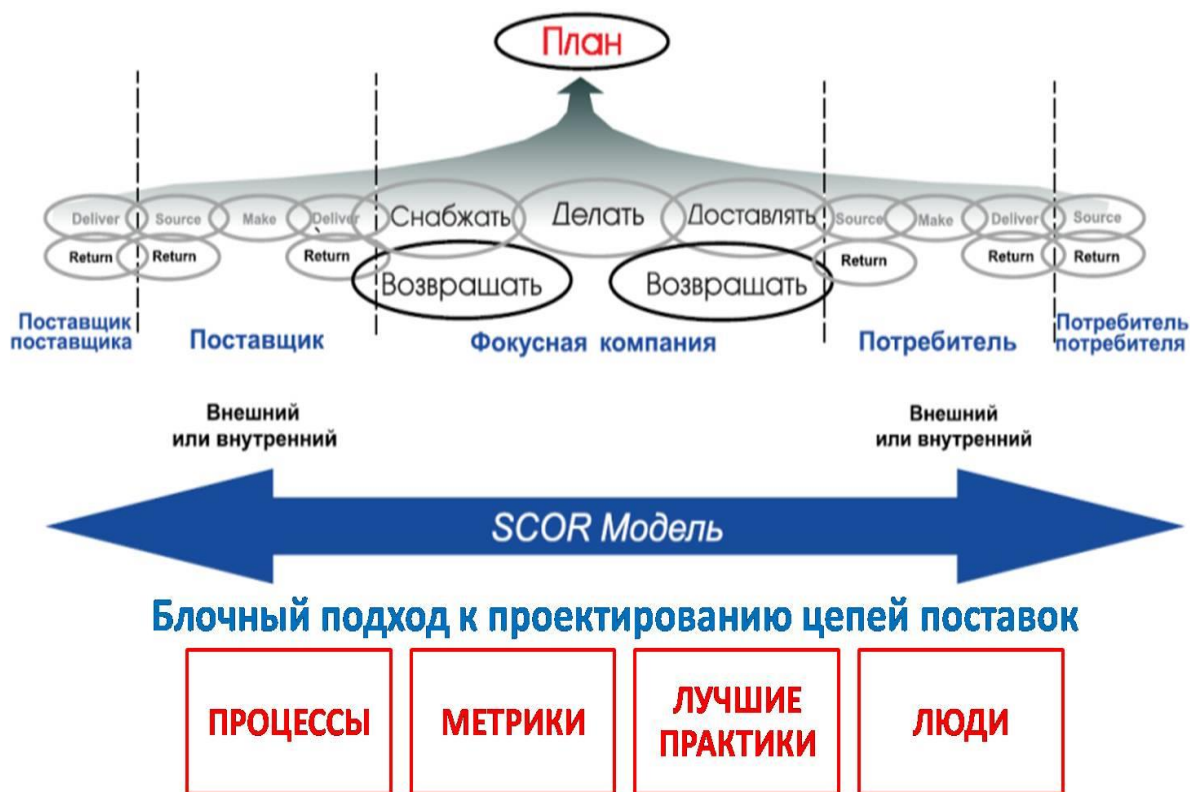 План
Deliver Source Make Deliver Снабжать Делать Доставлять Source Make Deliver Source
Return Return Return Возвращать Возвращать Return Return Return
Поставщик
поставщика
Поставщик
Фокусная компания
Потребитель
Потребитель
потребителя
Внешний
или внутренний
Внешний
или внутренний
SCOR Модель
Блочный подход к проектированию цепей поставок
ПРОЦЕССЫ
МЕТРИКИ
ЛУЧШИЕ
ПРАКТИКИ
ЛЮДИ